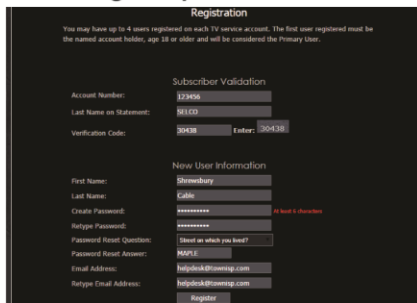 Registration
You may have up to 4 users registered on each TV service account. The first user registered must be
the named account holder, age 18 or older and will be considered the Primary User.
Subscriber Validation
Account Number: 123456
Last Name on Statement: SELCO
Verification Code: 30438 Enter: 30438
New User Information
First Name: Shrewsbury
Last Name: Cable
Create Password: •••••••••• At least 6 characters
Retype Password: ••••••••••
Password Reset Question: Street on which you lived?
Password Reset Answer: MAPLE
Email Address: helpdesk@townisp.com
Retype Email Address: helpdesk@townisp.com
Register